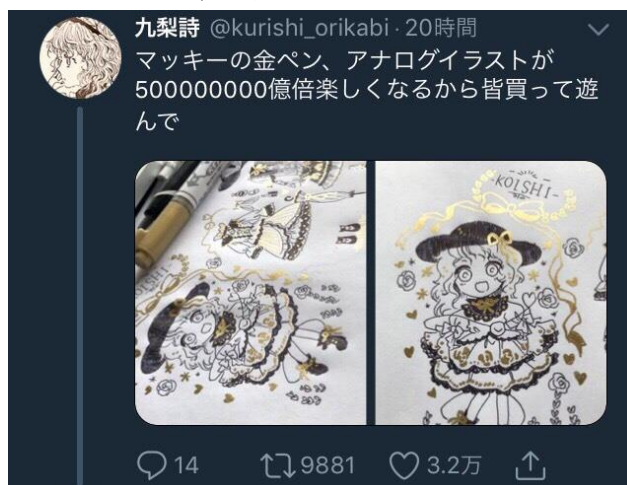 九梨詩 @kurishi_orikabi · 20時間
マッキーの金ペン、アナログイラストが
500000000億倍楽しくなるから皆買って遊
んで
-KOISHI-
KOISHI
14 9881 3.2万